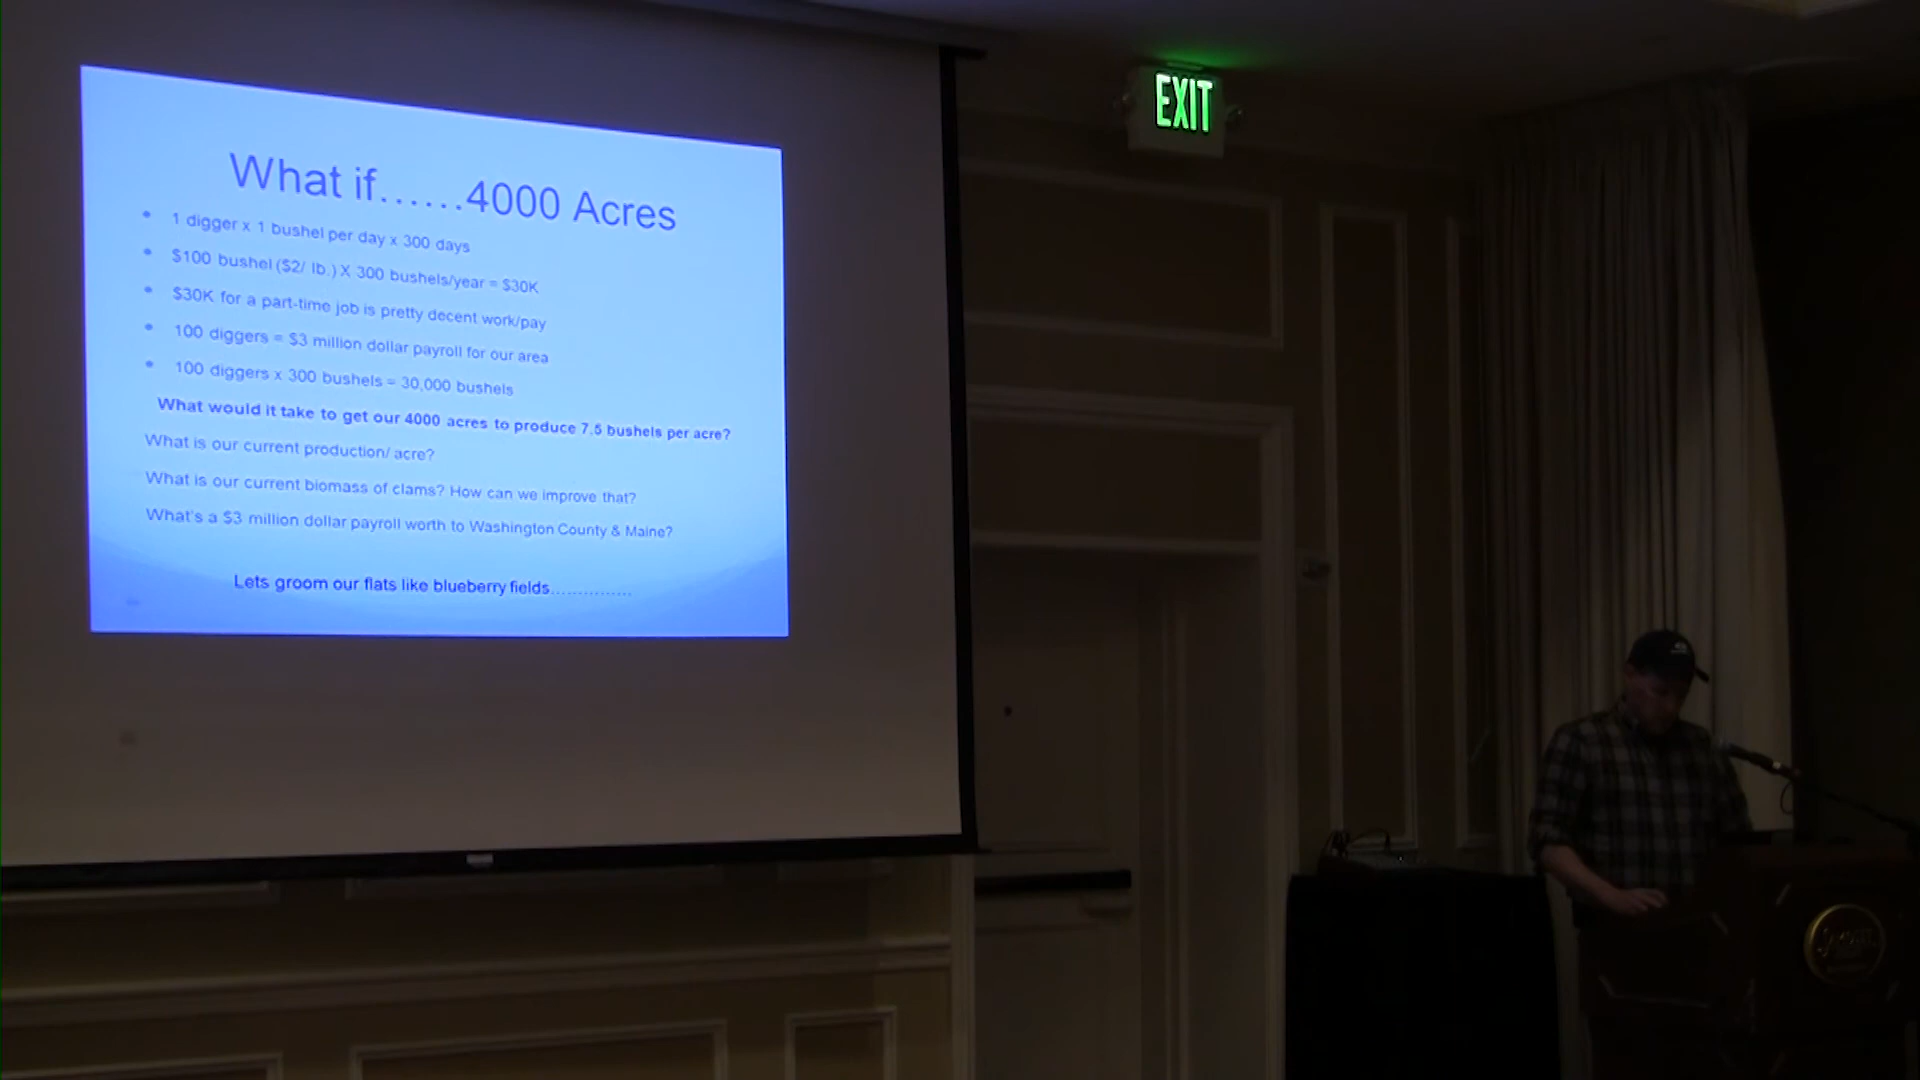 What if......4000 Acres
• 1 digger x 1 bushel per day x 300 days
• $100 bushel ($2/ lb.) X 300 bushels/year = $30K
• $30K for a part-time job is pretty decent work/pay
• 100 diggers = $3 million dollar payroll for our area
• 100 diggers x 300 bushels = 30,000 bushels
What would it take to get our 4000 acres to produce 7.5 bushels per acre?
What is our current production/ acre?
What is our current biomass of clams? How can we improve that?
What's a $3 million dollar payroll worth to Washington County & Maine?
Lets groom our flats like blueberry fields...............
EXIT